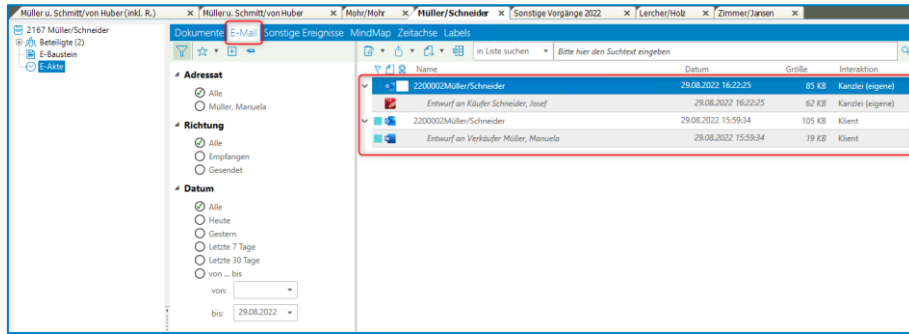 Müller u. Schmitt/von Huber (inkl. R.) x Müller u. Schmitt/von Huber x Mohr/Mohr x Müller/Schneider x Sonstige Vorgänge 2022 x Lercher/Holz x Zimmer/Jansen x
2167 Müller/Schneider
Beteiligte (2)
E-Baustein
E-Akte
Dokumente E-Mail Sonstige Ereignisse MindMap Zeitachse Labels
in Liste suchen Bitte hier den Suchtext eingeben
Adressat
Alle
Müller, Manuela
Richtung
Alle
Empfangen
Gesendet
Datum
Alle
Heute
Gestern
Letzte 7 Tage
Letzte 30 Tage
von ... bis
von:
bis: 29.08.2022
Name Datum Größe Interaktion
2200002Müller/Schneider 29.08.2022 16:22:25 85 KB Kanzlei (eigene)
Entwurf an Käufer Schneider, Josef 29.08.2022 16:22:25 62 KB Kanzlei (eigene)
2200002Müller/Schneider 29.08.2022 15:59:34 105 KB Klient
Entwurf an Verkäufer Müller, Manuela 29.08.2022 15:59:34 19 KB Klient